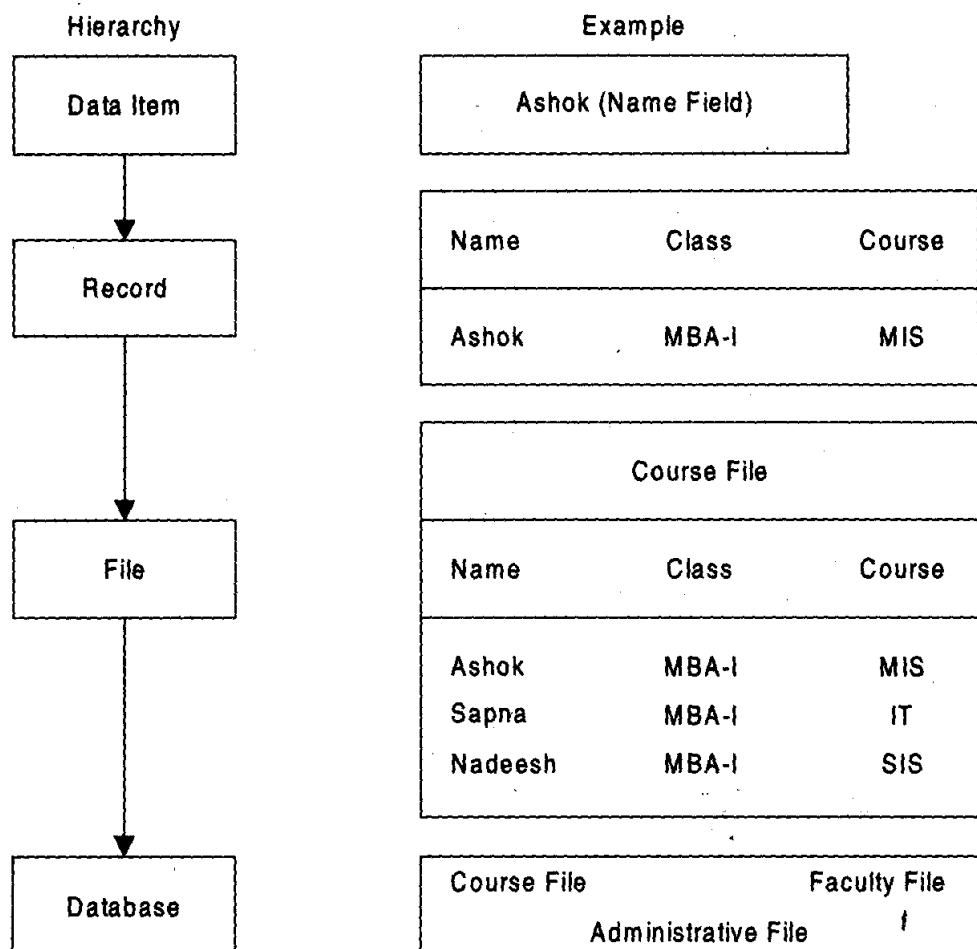 Hierarchy Example
Data Item
Ashok (Name Field)
Record
Name Class Course
Ashok MBA-I MIS
File
Course File
Name Class Course
Ashok MBA-I MIS
Sapna MBA-I IT
Nadeesh MBA-I SIS
Database
Course File Faculty File
Administrative File